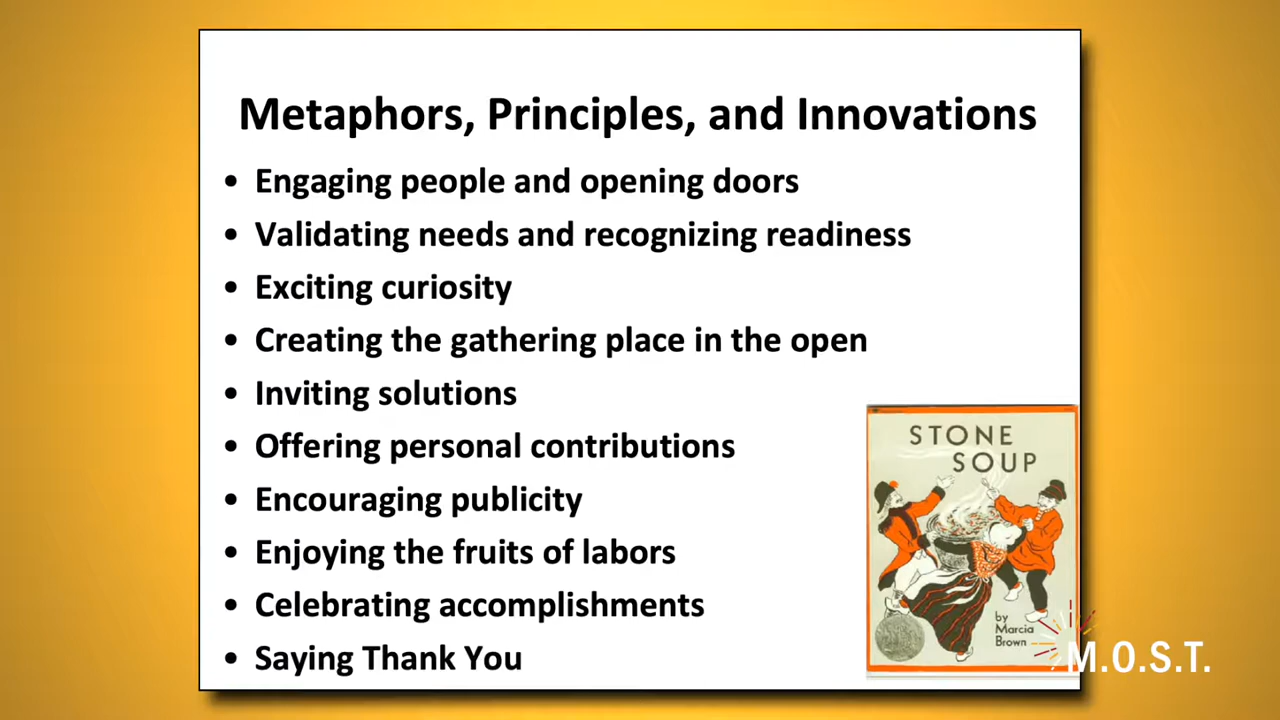 Metaphors, Principles, and Innovations
• Engaging people and opening doors
• Validating needs and recognizing readiness
• Exciting curiosity
• Creating the gathering place in the open
• Inviting solutions
• Offering personal contributions
• Encouraging publicity
• Enjoying the fruits of labors
• Celebrating accomplishments
• Saying Thank You
STONE
SOUP
by
Marcia
Brown
M.O.S.T.